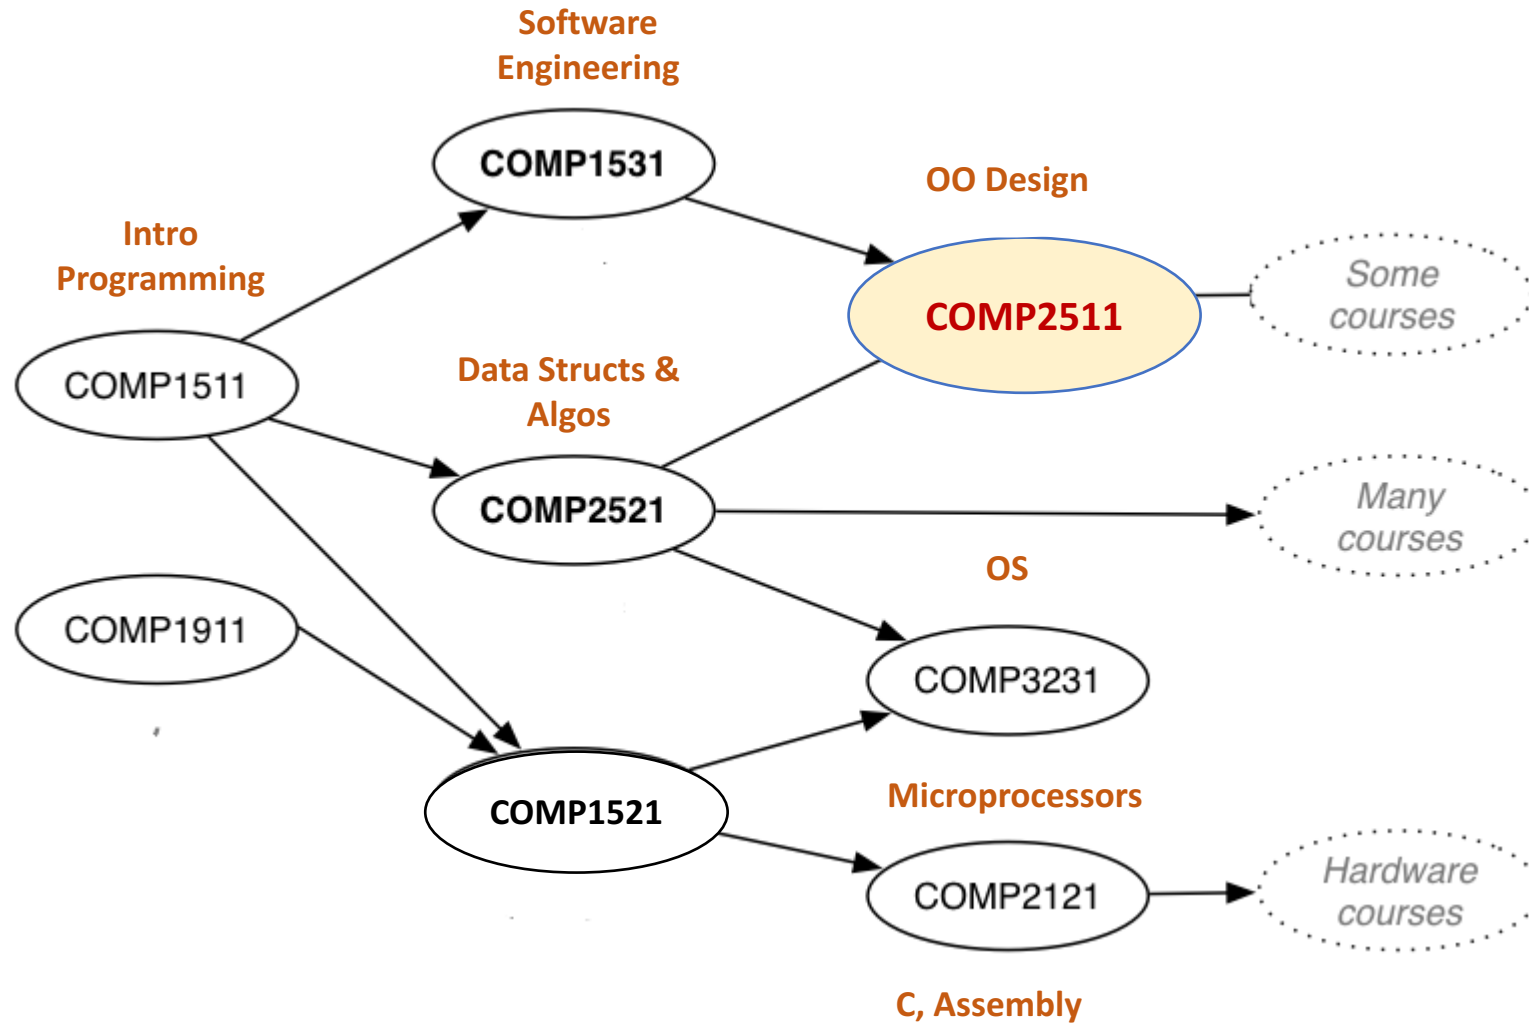 Software
Engineering
COMP1531
OO Design
Intro
Programming
COMP2511
Some
courses
COMP1511
Data Structs &
Algos
COMP2521
Many
courses
OS
COMP1911
COMP3231
Microprocessors
COMP1521
COMP2121
Hardware
courses
C, Assembly